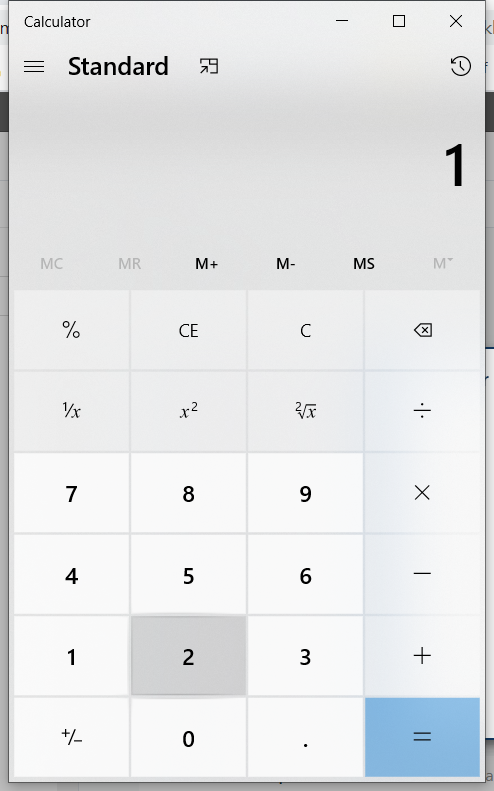 Calculator
Standard
1
MC MR M+ M- MS M˅
% CE C
¹/x x² ²√x ÷
7 8 9 ×
4 5 6 −
1 2 3 +
+/− 0 . =